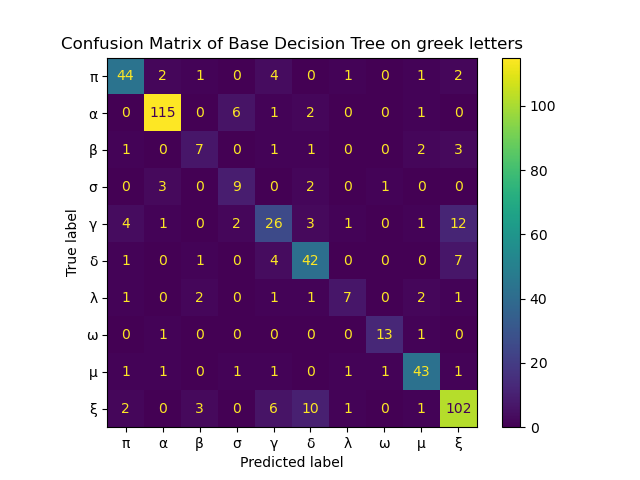 Confusion Matrix of Base Decision Tree on greek letters
π 44 2 1 0 4 0 1 0 1 2
α 0 115 0 6 1 2 0 0 1 0
β 1 0 7 0 1 1 0 0 2 3
σ 0 3 0 9 0 2 0 1 0 0
γ 4 1 0 2 26 3 1 0 1 12
δ 1 0 1 0 4 42 0 0 0 7
λ 1 0 2 0 1 1 7 0 2 1
ω 0 1 0 0 0 0 0 13 1 0
μ 1 1 0 1 1 0 1 1 43 1
ξ 2 0 3 0 6 10 1 0 1 102
π α β σ γ δ λ ω μ ξ
Predicted label
True label
100
80
60
40
20
0